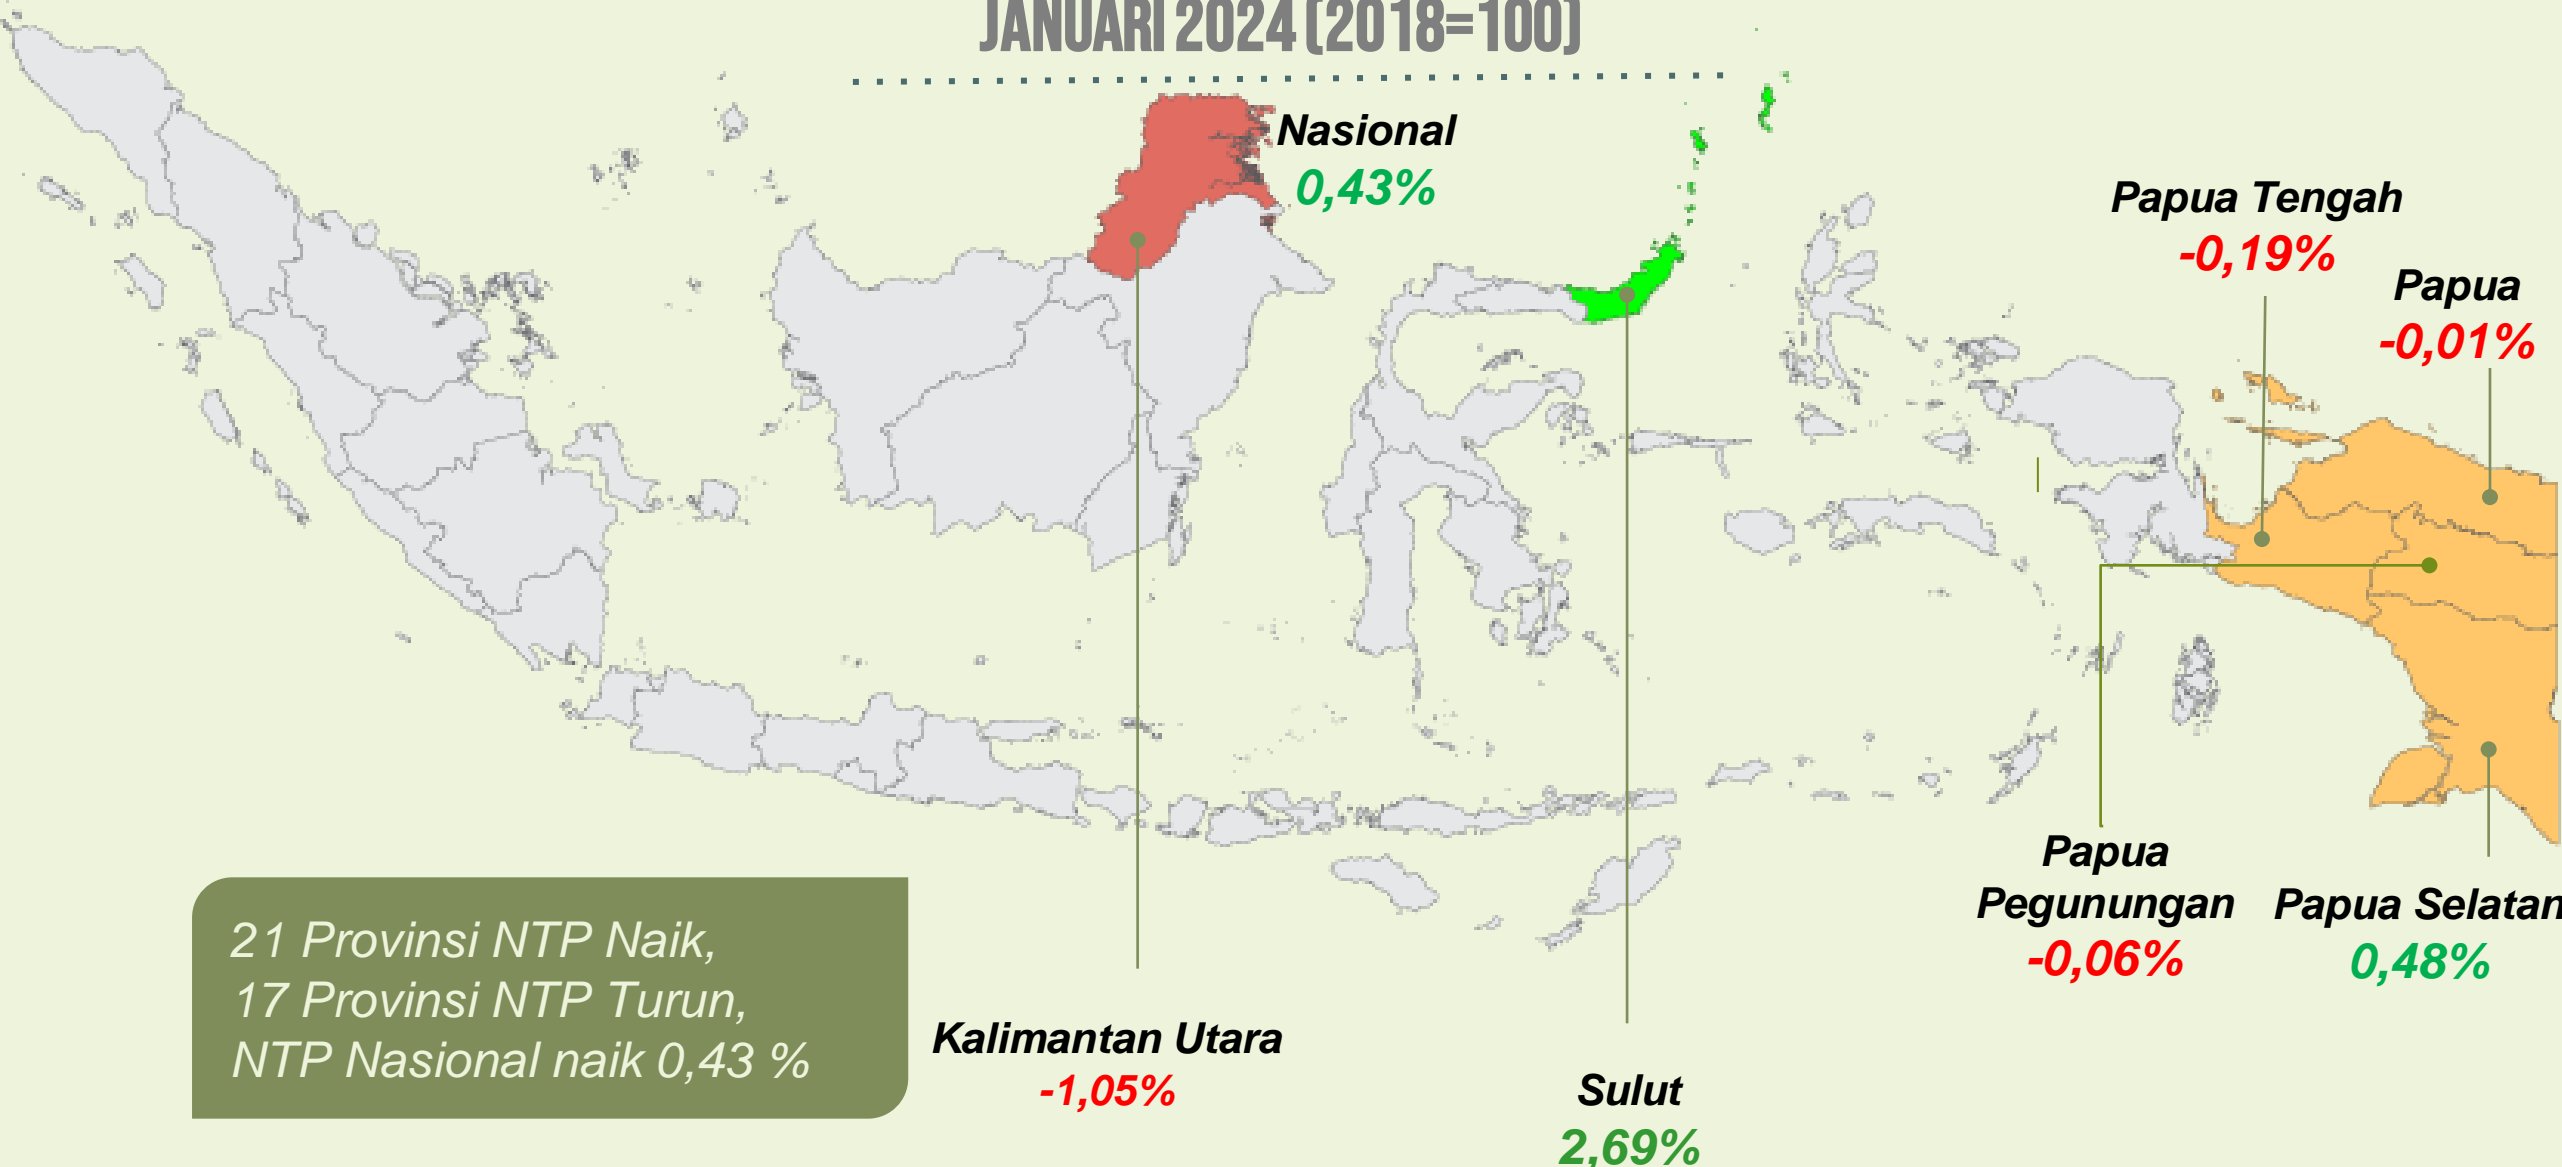 JANUARI 2024 (2018=100)
Nasional
0,43%
Papua Tengah
-0,19%
Papua
-0,01%
Papua
Pegunungan
-0,06%
Papua Selatan
0,48%
21 Provinsi NTP Naik,
17 Provinsi NTP Turun,
NTP Nasional naik 0,43 %
Kalimantan Utara
-1,05%
Sulut
2,69%